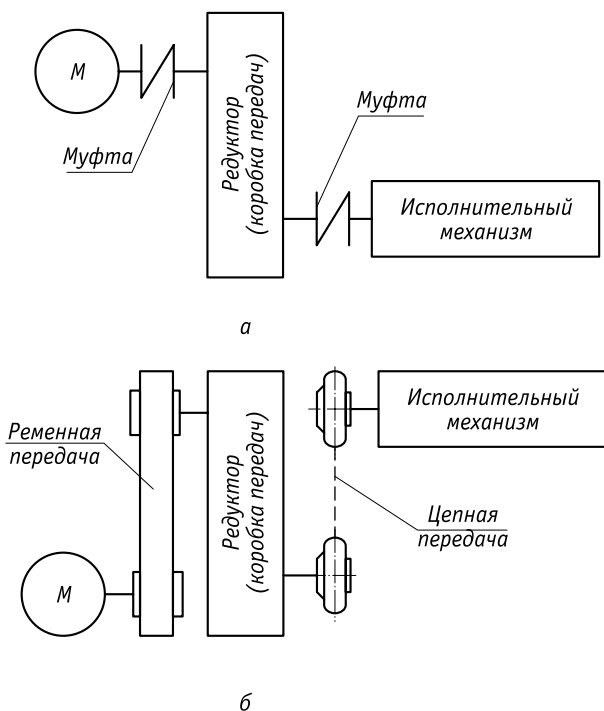 М
Муфта
Редуктор
(коробка передач)
Муфта
Исполнительный
механизм
а
Ременная
передача
М
Редуктор
(коробка передач)
Исполнительный
механизм
Цепная
передача
б